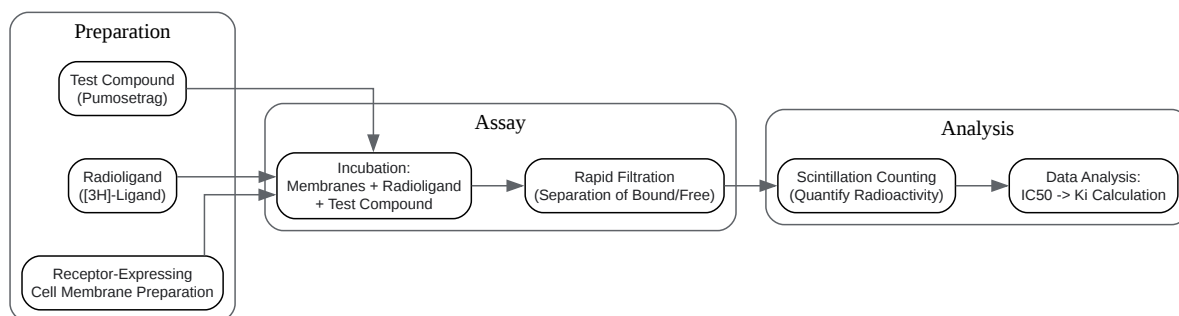 Preparation
Test Compound
(Pumosetrag)
Radioligand
([3H]-Ligand)
Receptor-Expressing
Cell Membrane Preparation
Assay
Incubation:
Membranes + Radioligand
+ Test Compound
Rapid Filtration
(Separation of Bound/Free)
Analysis
Scintillation Counting
(Quantify Radioactivity)
Data Analysis:
IC50 -> Ki Calculation